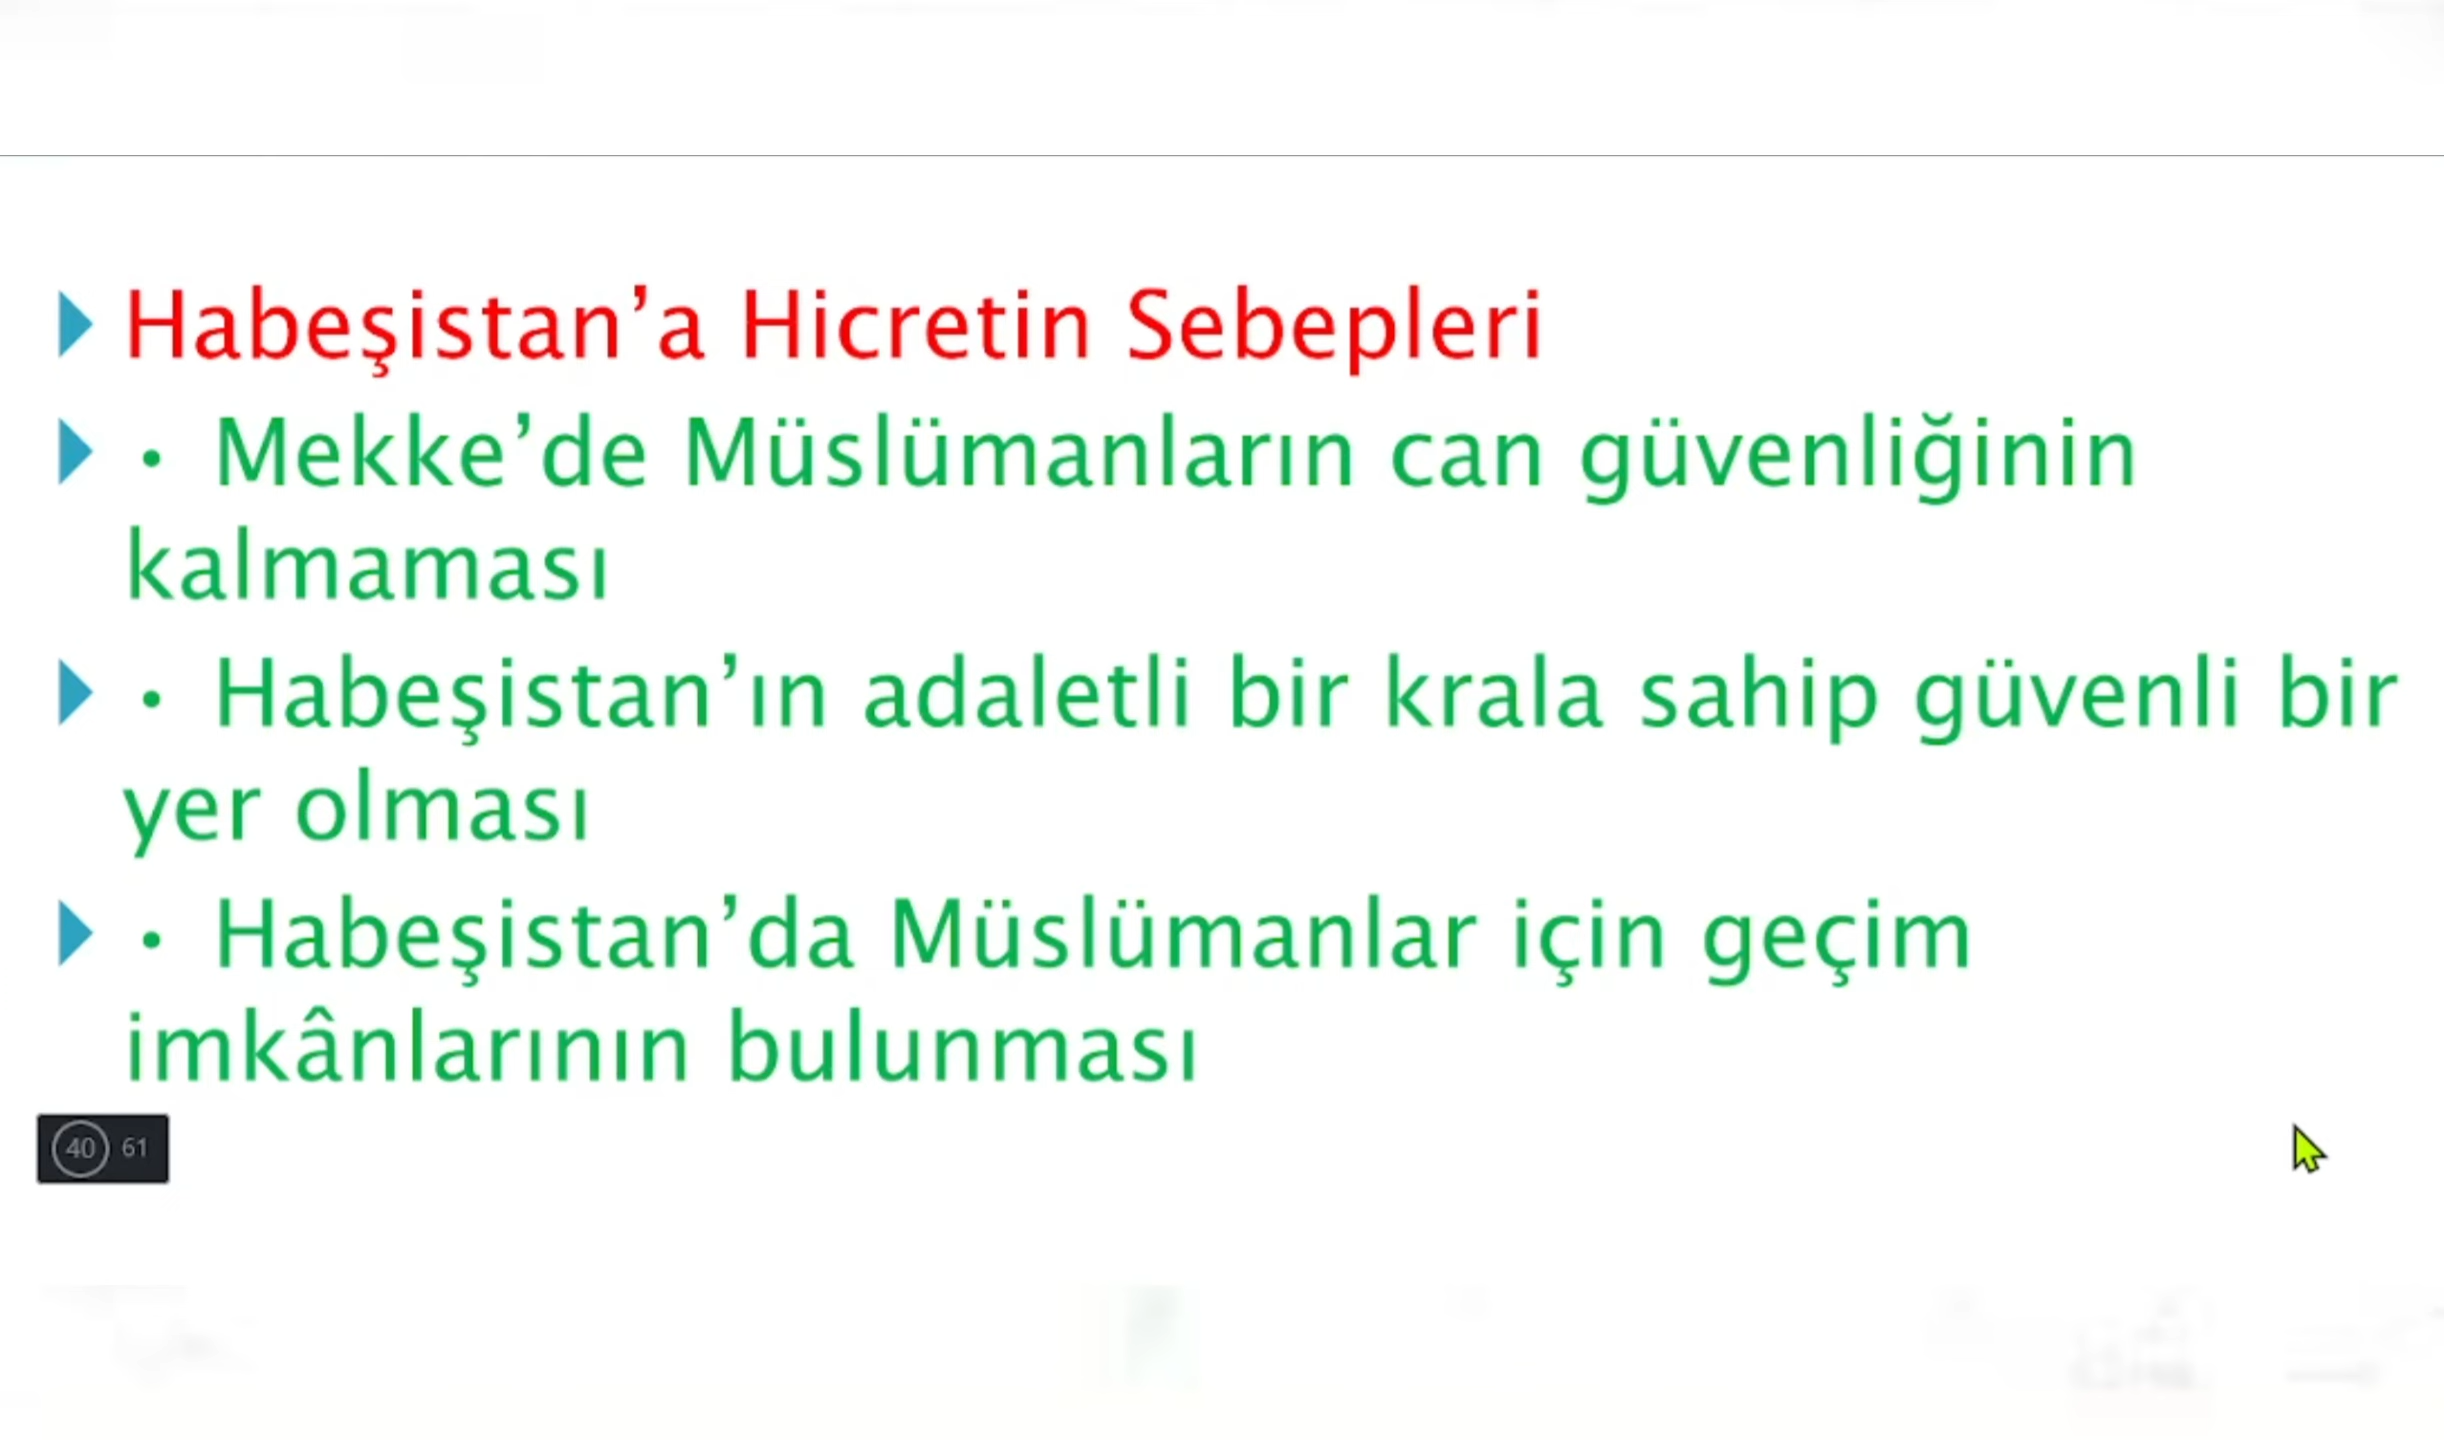 Habeşistan’a Hicretin Sebepleri
• Mekke’de Müslümanların can güvenliğinin
kalmaması
• Habeşistan’ın adaletli bir krala sahip güvenli bir
yer olması
• Habeşistan’da Müslümanlar için geçim
imkânlarının bulunması
40 61